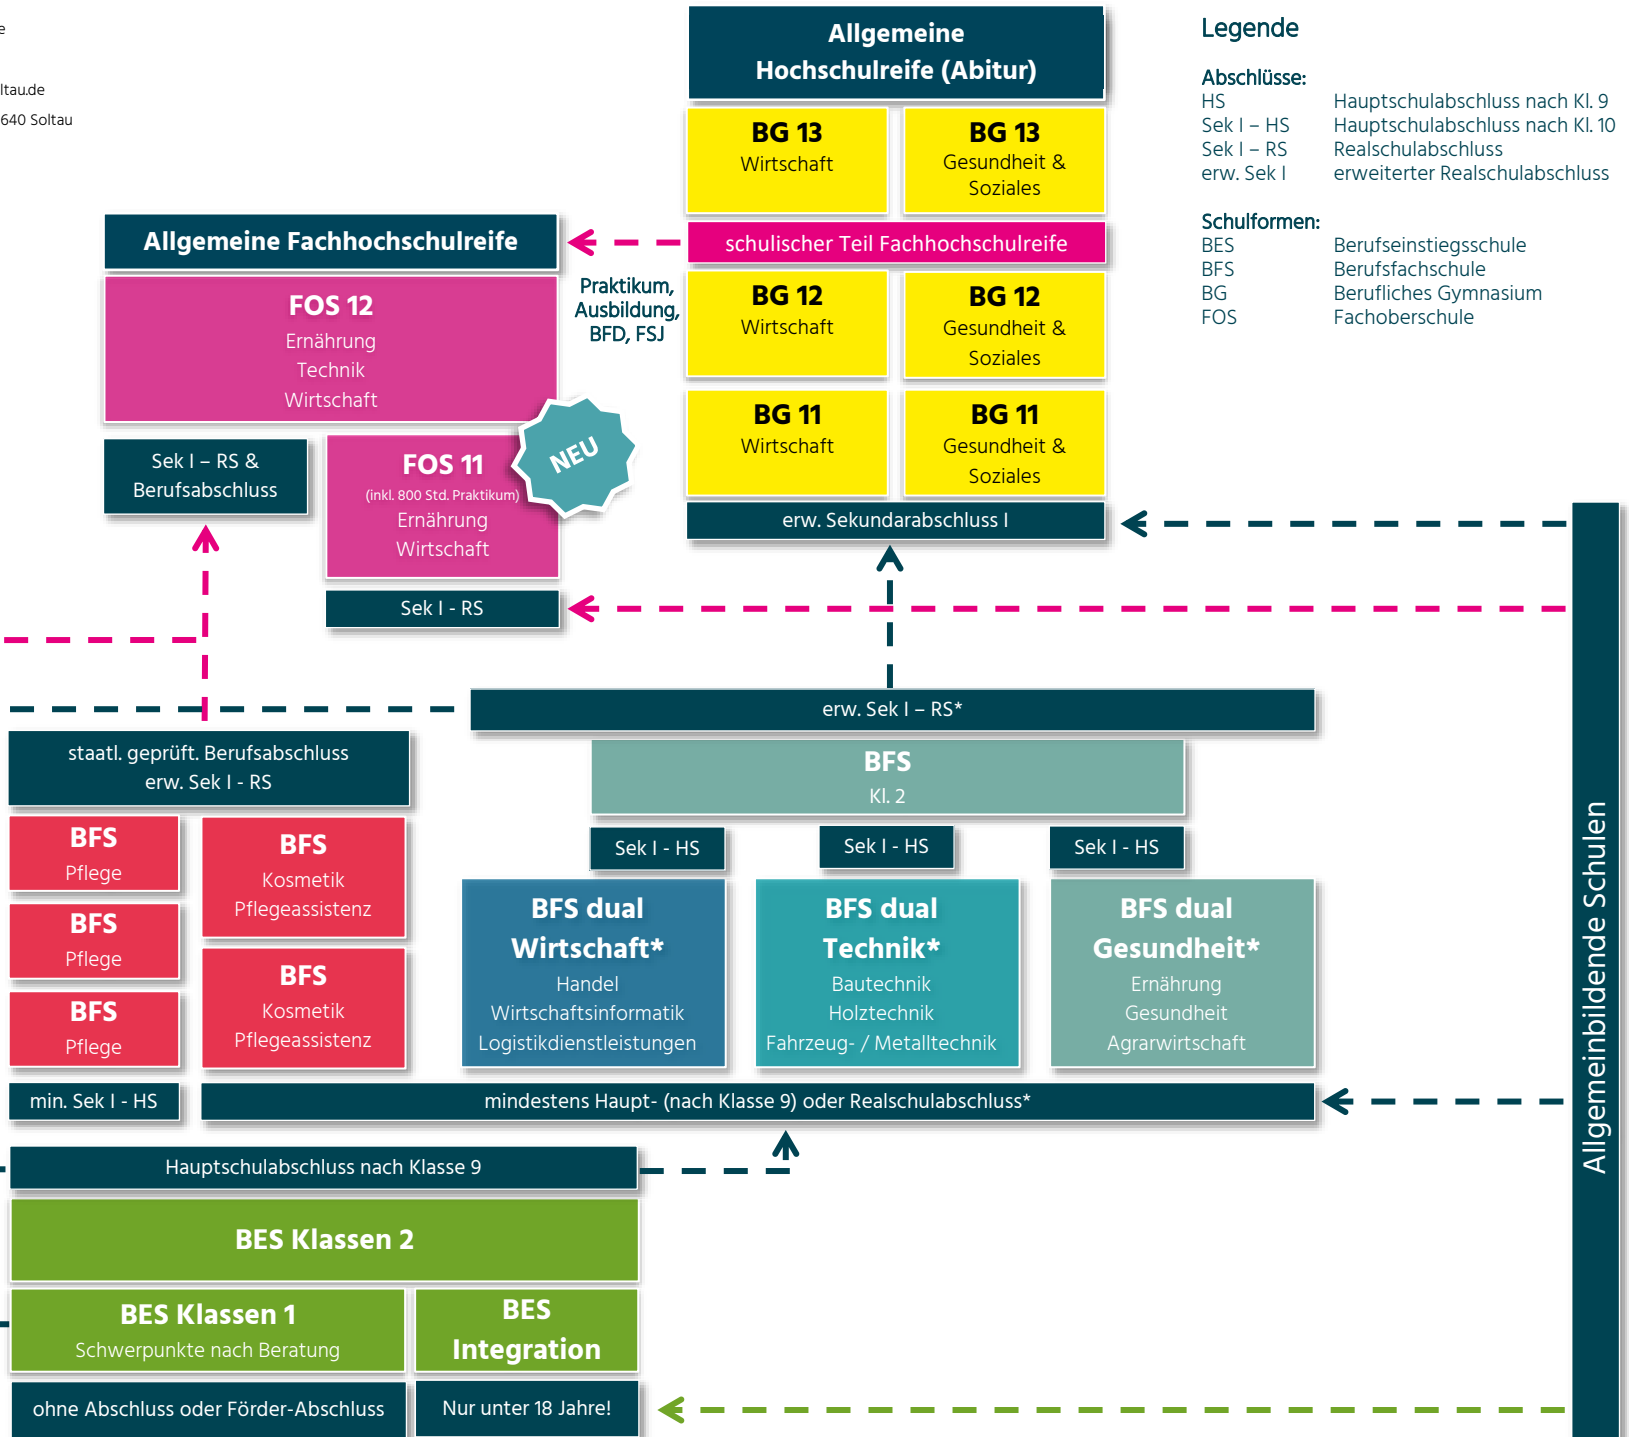 e
ltau.de
640 Soltau
Allgemeine
Hochschulreife (Abitur)
BG 13
Wirtschaft
BG 13
Gesundheit &
Soziales
schulischer Teil Fachhochschulreife
BG 12
Wirtschaft
BG 12
Gesundheit &
Soziales
BG 11
Wirtschaft
BG 11
Gesundheit &
Soziales
erw. Sekundarabschluss I
Legende
Abschlüsse:
HS Hauptschulabschluss nach Kl. 9
Sek I – HS Hauptschulabschluss nach Kl. 10
Sek I – RS Realschulabschluss
erw. Sek I erweiterter Realschulabschluss
Schulformen:
BES Berufseinstiegsschule
BFS Berufsfachschule
BG Berufliches Gymnasium
FOS Fachoberschule
Allgemeine Fachhochschulreife
Praktikum,
Ausbildung,
BFD, FSJ
FOS 12
Ernährung
Technik
Wirtschaft
Sek I – RS &
Berufsabschluss
FOS 11
(inkl. 800 Std. Praktikum)
Ernährung
Wirtschaft
NEU
Sek I - RS
erw. Sek I – RS*
BFS
Kl. 2
staatl. geprüft. Berufsabschluss
erw. Sek I - RS
BFS
Pflege
BFS
Pflege
BFS
Pflege
BFS
Kosmetik
Pflegeassistenz
BFS
Kosmetik
Pflegeassistenz
Sek I - HS
Sek I - HS
Sek I - HS
BFS dual
Wirtschaft*
Handel
Wirtschaftsinformatik
Logistikdienstleistungen
BFS dual
Technik*
Bautechnik
Holztechnik
Fahrzeug- / Metalltechnik
BFS dual
Gesundheit*
Ernährung
Gesundheit
Agrarwirtschaft
min. Sek I - HS
mindestens Haupt- (nach Klasse 9) oder Realschulabschluss*
Hauptschulabschluss nach Klasse 9
BES Klassen 2
BES Klassen 1
Schwerpunkte nach Beratung
BES
Integration
ohne Abschluss oder Förder-Abschluss
Nur unter 18 Jahre!
Allgemeinbildende Schulen